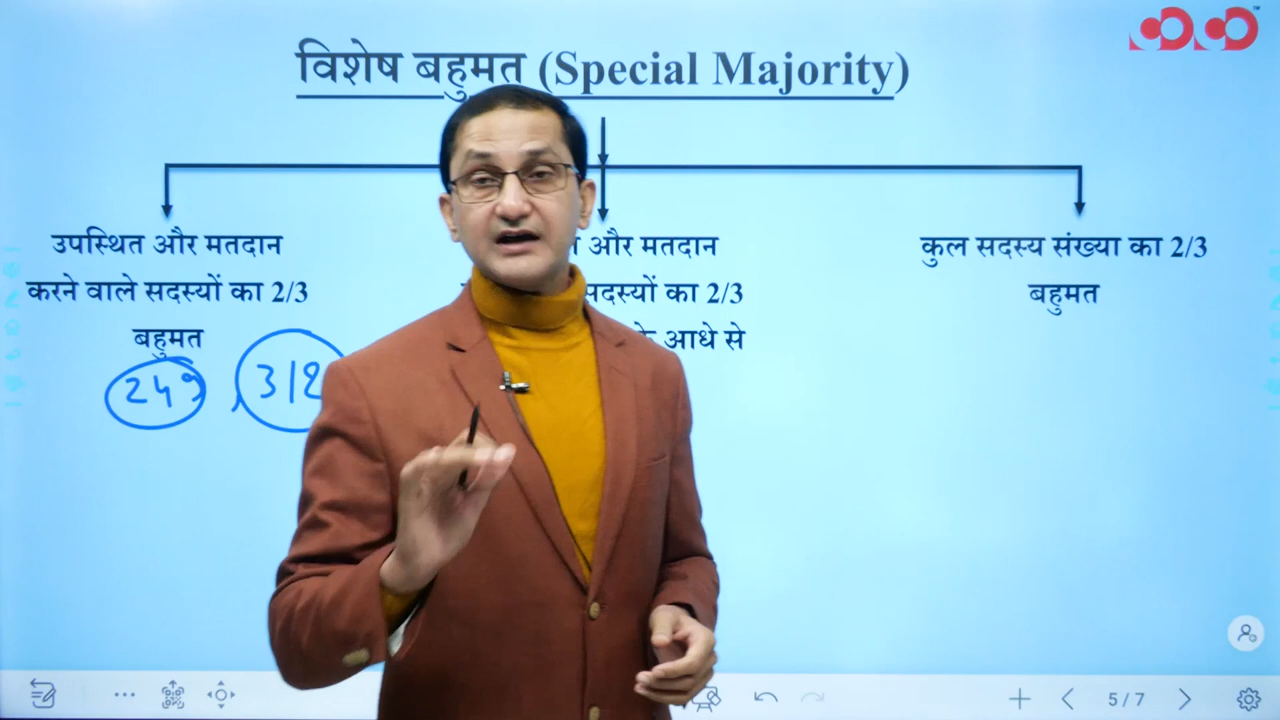 विशेष बहुमत (Special Majority)
उपस्थित और मतदान
करने वाले सदस्यों का 2/3
बहुमत
249
312
और मतदान
सदस्यों का 2/3
के आधे से
कुल सदस्य संख्या का 2/3
बहुमत
5 / 7